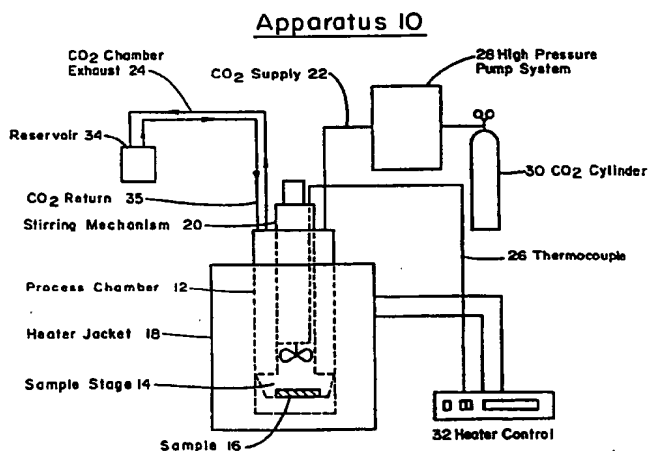 Apparatus 10
CO2 Chamber
Exhaust 24
CO2 Supply 22
28 High Pressure
Pump System
Reservoir 34
30 CO2 Cylinder
CO2 Return 35
Stirring Mechanism 20
26 Thermocouple
Process Chamber 12
Heater Jacket 18
Sample Stage 14
Sample 16
32 Heater Control